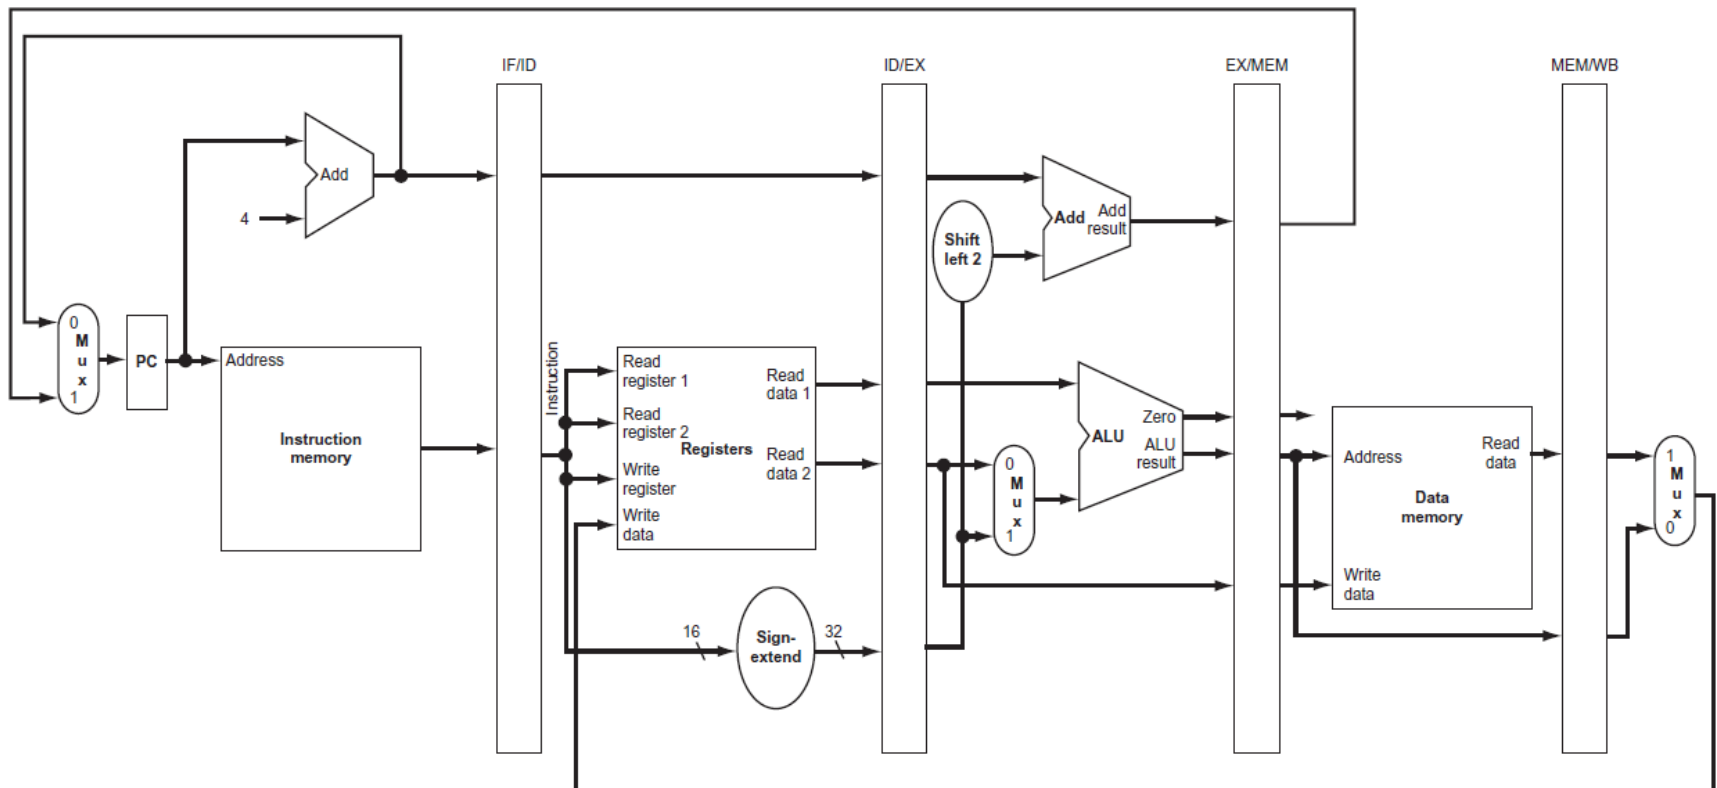 IF/ID
ID/EX
EX/MEM
MEM/WB
Add
4
Add
Add
result
Shift
left 2
0
M
u
x
1
PC
Address
Instruction
memory
Instruction
Read
register 1
Read
register 2
Write
register
Write
data
Registers
Read
data 1
Read
data 2
16
Sign-
extend
32
0
M
u
x
1
Zero
ALU
ALU
result
Address
Read
data
Data
memory
Write
data
1
M
u
x
0